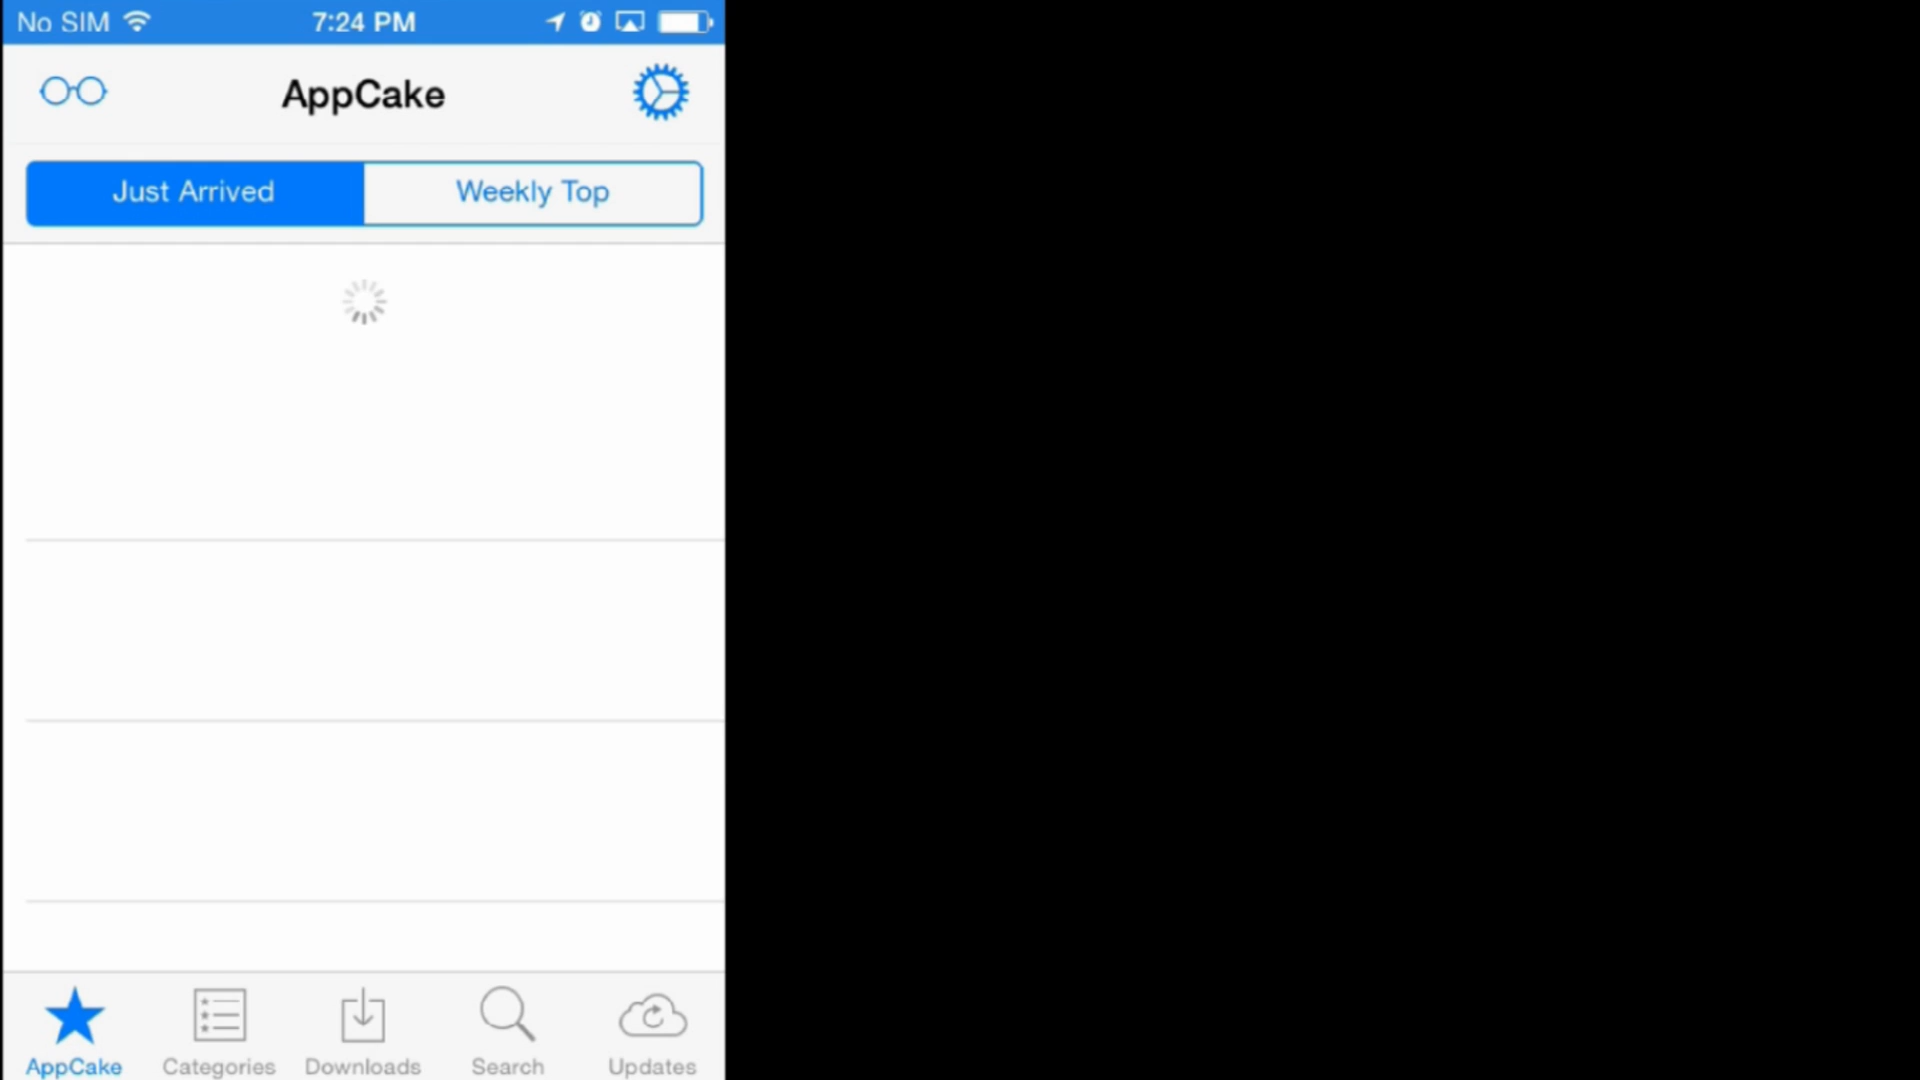 No SIM 7:24 PM
AppCake
Just Arrived Weekly Top
AppCake Categories Downloads Search Updates